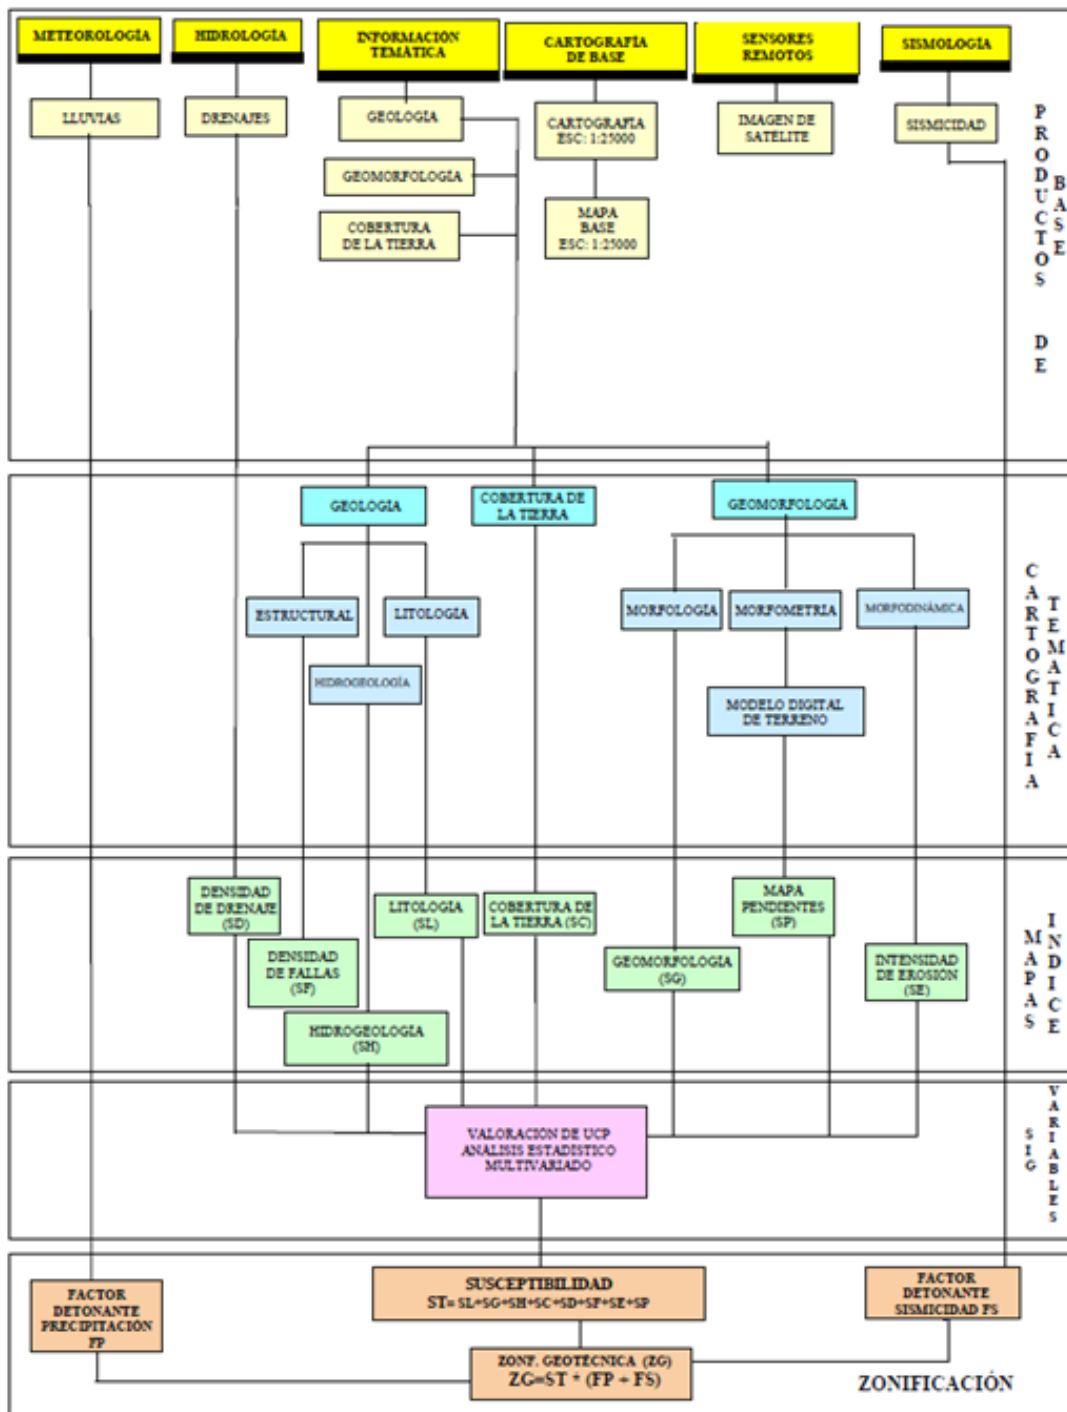 METEOROLOGÍA
HIDROLOGÍA
INFORMACIÓN
TEMÁTICA
CARTOGRAFÍA
DE BASE
SENSORES
REMOTOS
SISMOLOGÍA
LLUVIAS
DRENAJES
GEOLOGÍA
CARTOGRAFÍA
ESC: 1:25000
IMAGEN DE
SATÉLITE
SISMICIDAD
GEOMORFOLOGÍA
COBERTURA
DE LA TIERRA
MAPA
BASE
ESC: 1:25000
PRODUCTOS DE
BASE
GEOLOGÍA
COBERTURA DE
LA TIERRA
GEOMORFOLOGÍA
ESTRUCTURAL
LITOLOGÍA
MORFOLOGÍA
MORFOMETRIA
MORFODINÁMICA
HIDROGEOLOGÍA
MODELO DIGITAL
DE TERRENO
CARTOGRAFIA
TEMATICA
DENSIDAD
DE DRENAJE
(SD)
LITOLOGÍA
(SL)
COBERTURA DE
LA TIERRA (SC)
MAPA
PENDIENTES
(SP)
DENSIDAD
DE FALLAS
(SF)
GEOMORFOLOGÍA
(SG)
INTENSIDAD
DE EROSIÓN
(SE)
HIDROGEOLOGÍA
(SH)
MAPAS
INDICE
VALORACIÓN DE UCP
ANÁLISIS ESTADÍSTICO
MULTIVARIADO
SIG
VARIABLES
FACTOR
DETONANTE
PRECIPITACIÓN
FP
SUSCEPTIBILIDAD
ST= SL+SG+SH+SC+SD+SF+SE+SP
FACTOR
DETONANTE
SISMICIDAD FS
ZONF. GEOTÉCNICA (ZG)
ZG=ST * (FP + FS)
ZONIFICACIÓN